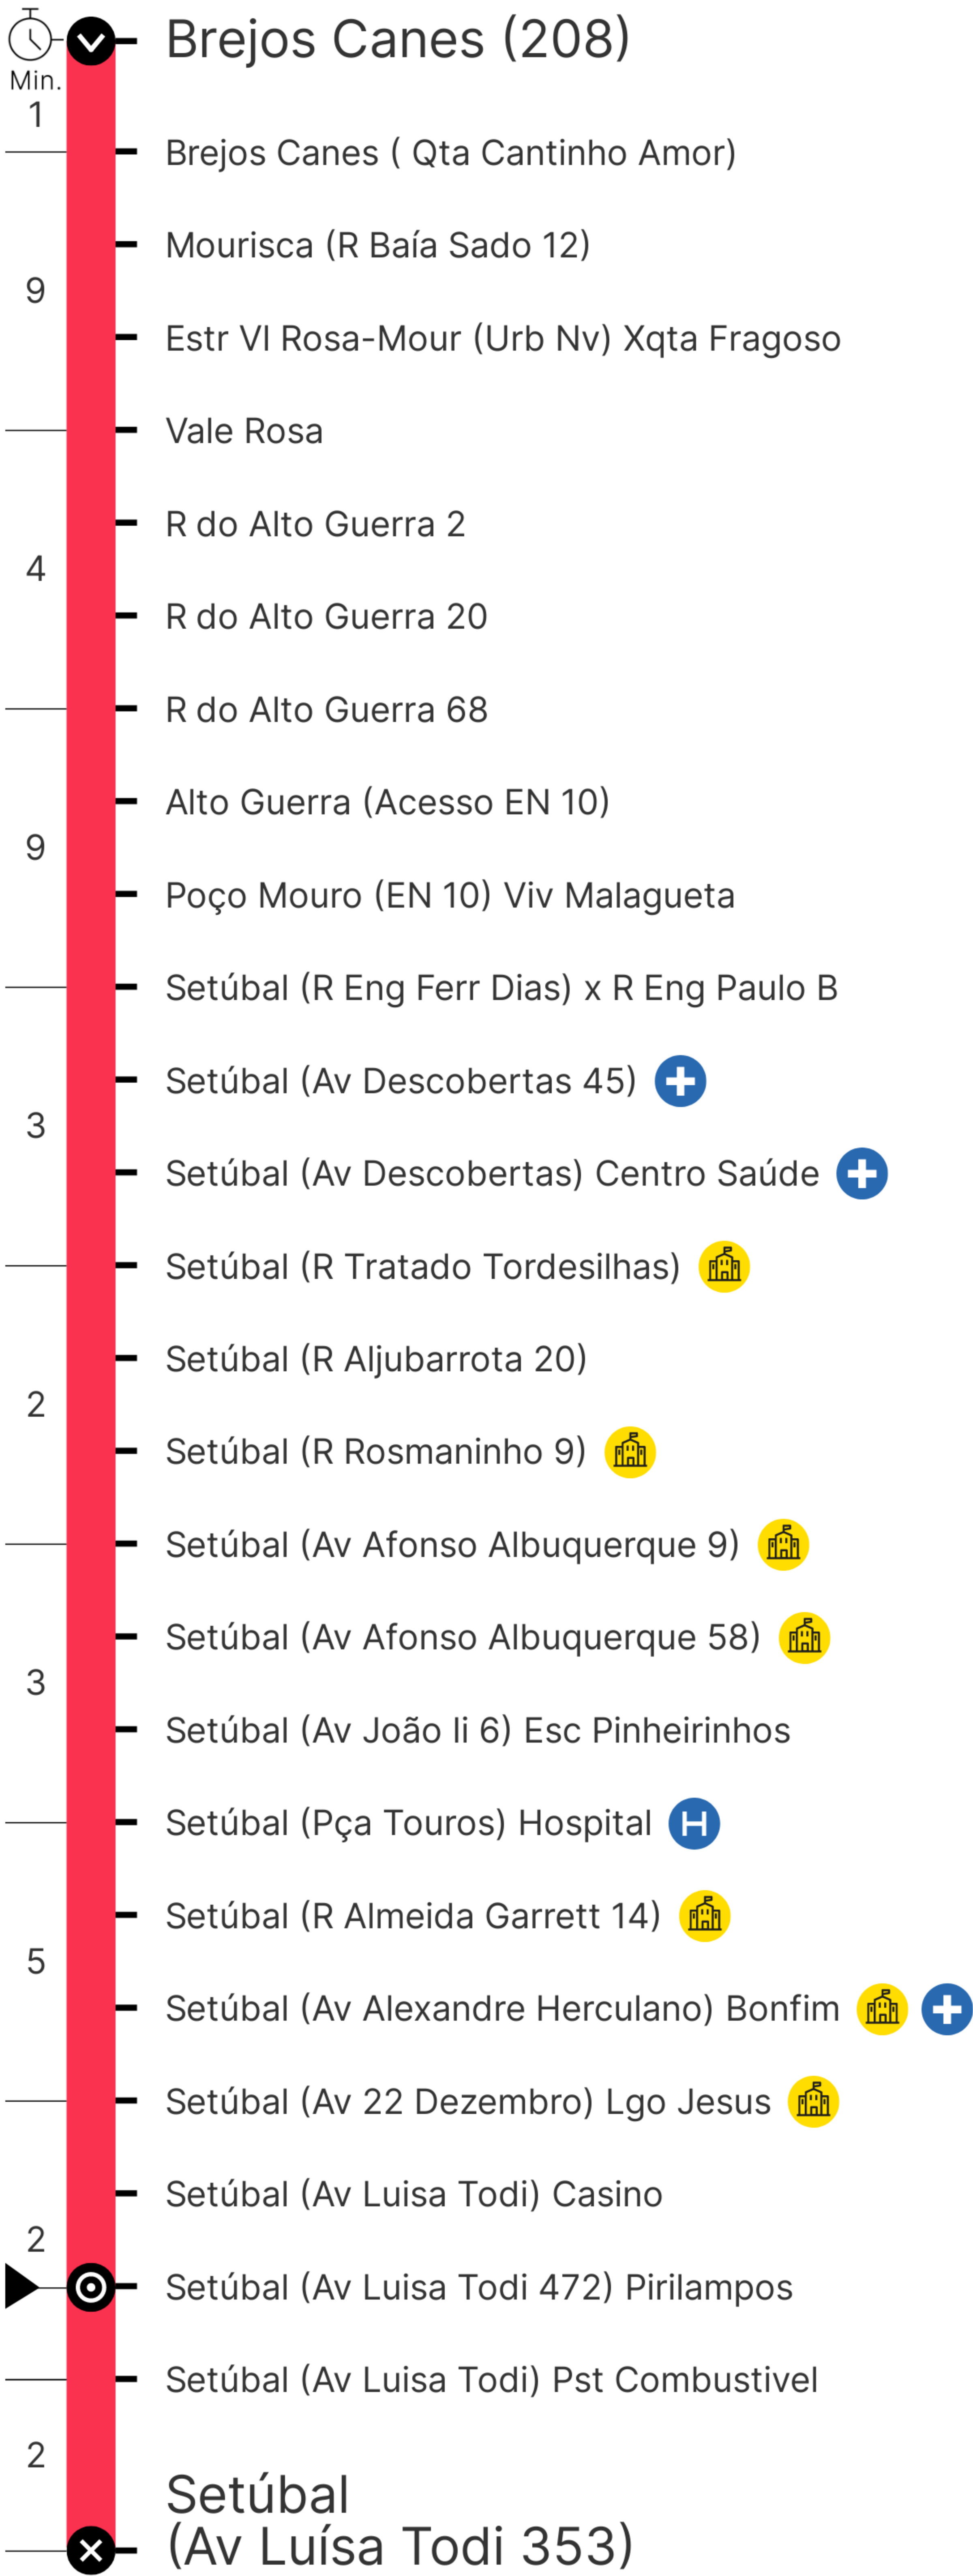 Brejos Canes (208)
Min.
1
Brejos Canes ( Qta Cantinho Amor)
Mourisca (R Baía Sado 12)
9
Estr Vl Rosa-Mour (Urb Nv) Xqta Fragoso
Vale Rosa
R do Alto Guerra 2
4
R do Alto Guerra 20
R do Alto Guerra 68
Alto Guerra (Acesso EN 10)
9
Poço Mouro (EN 10) Viv Malagueta
Setúbal (R Eng Ferr Dias) x R Eng Paulo B
Setúbal (Av Descobertas 45)
3
Setúbal (Av Descobertas) Centro Saúde
Setúbal (R Tratado Tordesilhas)
Setúbal (R Aljubarrota 20)
2
Setúbal (R Rosmaninho 9)
Setúbal (Av Afonso Albuquerque 9)
Setúbal (Av Afonso Albuquerque 58)
3
Setúbal (Av João Ii 6) Esc Pinheirinhos
Setúbal (Pça Touros) Hospital H
Setúbal (R Almeida Garrett 14)
5
Setúbal (Av Alexandre Herculano) Bonfim
Setúbal (Av 22 Dezembro) Lgo Jesus
Setúbal (Av Luisa Todi) Casino
2
Setúbal (Av Luisa Todi 472) Pirilampos
Setúbal (Av Luisa Todi) Pst Combustivel
2
Setúbal
(Av Luísa Todi 353)